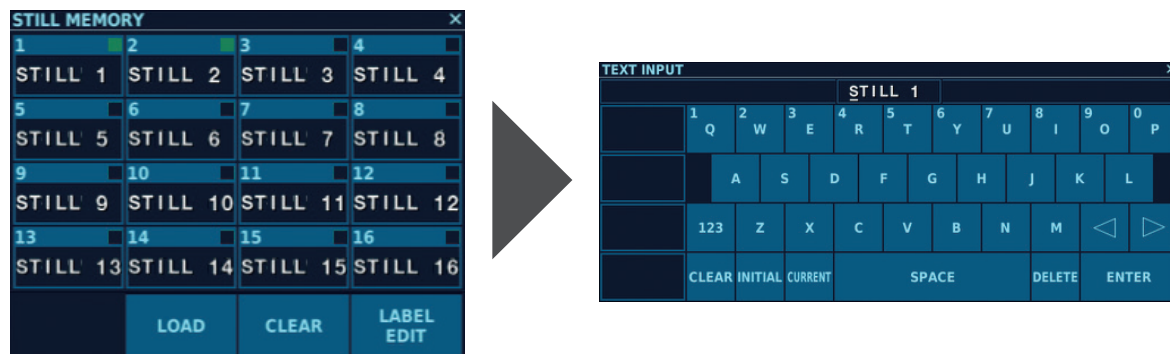 STILL MEMORY ×
1 2 3 4
STILL 1 STILL 2 STILL 3 STILL 4
5 6 7 8
STILL 5 STILL 6 STILL 7 STILL 8
9 10 11 12
STILL 9 STILL 10 STILL 11 STILL 12
13 14 15 16
STILL 13 STILL 14 STILL 15 STILL 16
LOAD CLEAR LABEL
EDIT
TEXT INPUT ×
STILL 1
1 2 3 4 5 6 7 8 9 0
Q W E R T Y U I O P
A S D F G H J K L
123 Z X C V B N M
CLEAR INITIAL CURRENT SPACE DELETE ENTER